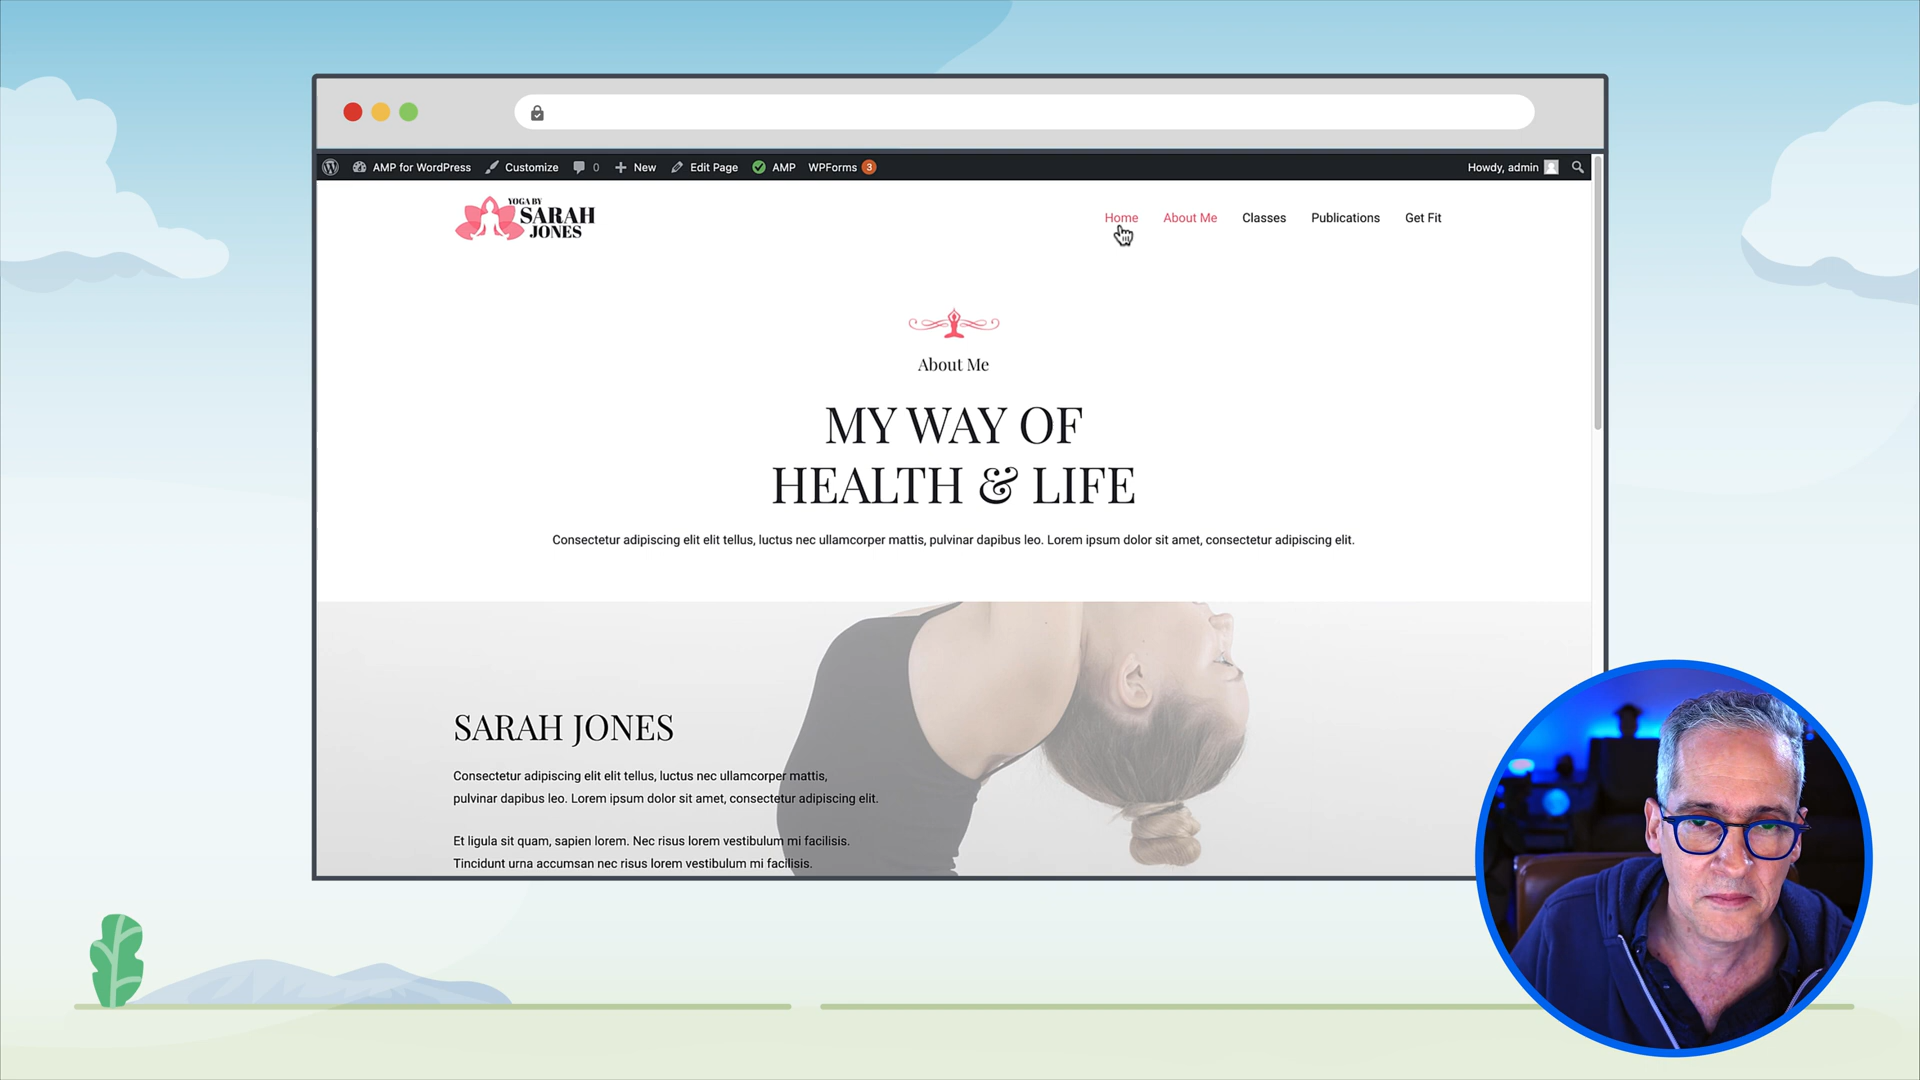 AMP for WordPress Customize 0 New Edit Page AMP WPForms 3 Howdy, admin
YOGA BY
SARAH
JONES
Home About Me Classes Publications Get Fit
About Me
MY WAY OF
HEALTH & LIFE
Consectetur adipiscing elit elit tellus, luctus nec ullamcorper mattis, pulvinar dapibus leo. Lorem ipsum dolor sit amet, consectetur adipiscing elit.
SARAH JONES
Consectetur adipiscing elit elit tellus, luctus nec ullamcorper mattis,
pulvinar dapibus leo. Lorem ipsum dolor sit amet, consectetur adipiscing elit.
Et ligula sit quam, sapien lorem. Nec risus lorem vestibulum mi facilisis.
Tincidunt urna accumsan nec risus lorem vestibulum mi facilisis.